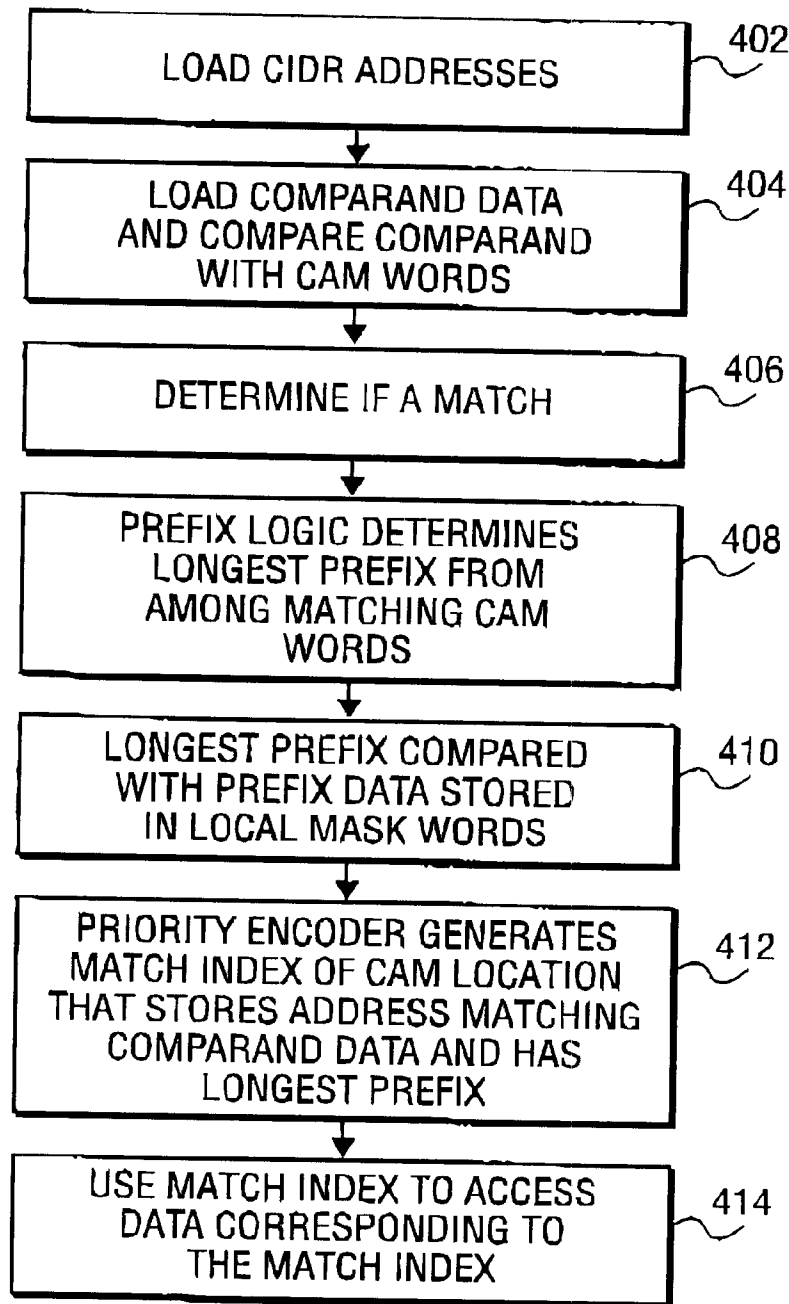 LOAD CIDR ADDRESSES
402
LOAD COMPARAND DATA
AND COMPARE COMPARAND
WITH CAM WORDS
404
DETERMINE IF A MATCH
406
PREFIX LOGIC DETERMINES
LONGEST PREFIX FROM
AMONG MATCHING CAM
WORDS
408
LONGEST PREFIX COMPARED
WITH PREFIX DATA STORED
IN LOCAL MASK WORDS
410
PRIORITY ENCODER GENERATES
MATCH INDEX OF CAM LOCATION
THAT STORES ADDRESS MATCHING
COMPARAND DATA AND HAS
LONGEST PREFIX
412
USE MATCH INDEX TO ACCESS
DATA CORRESPONDING TO
THE MATCH INDEX
414